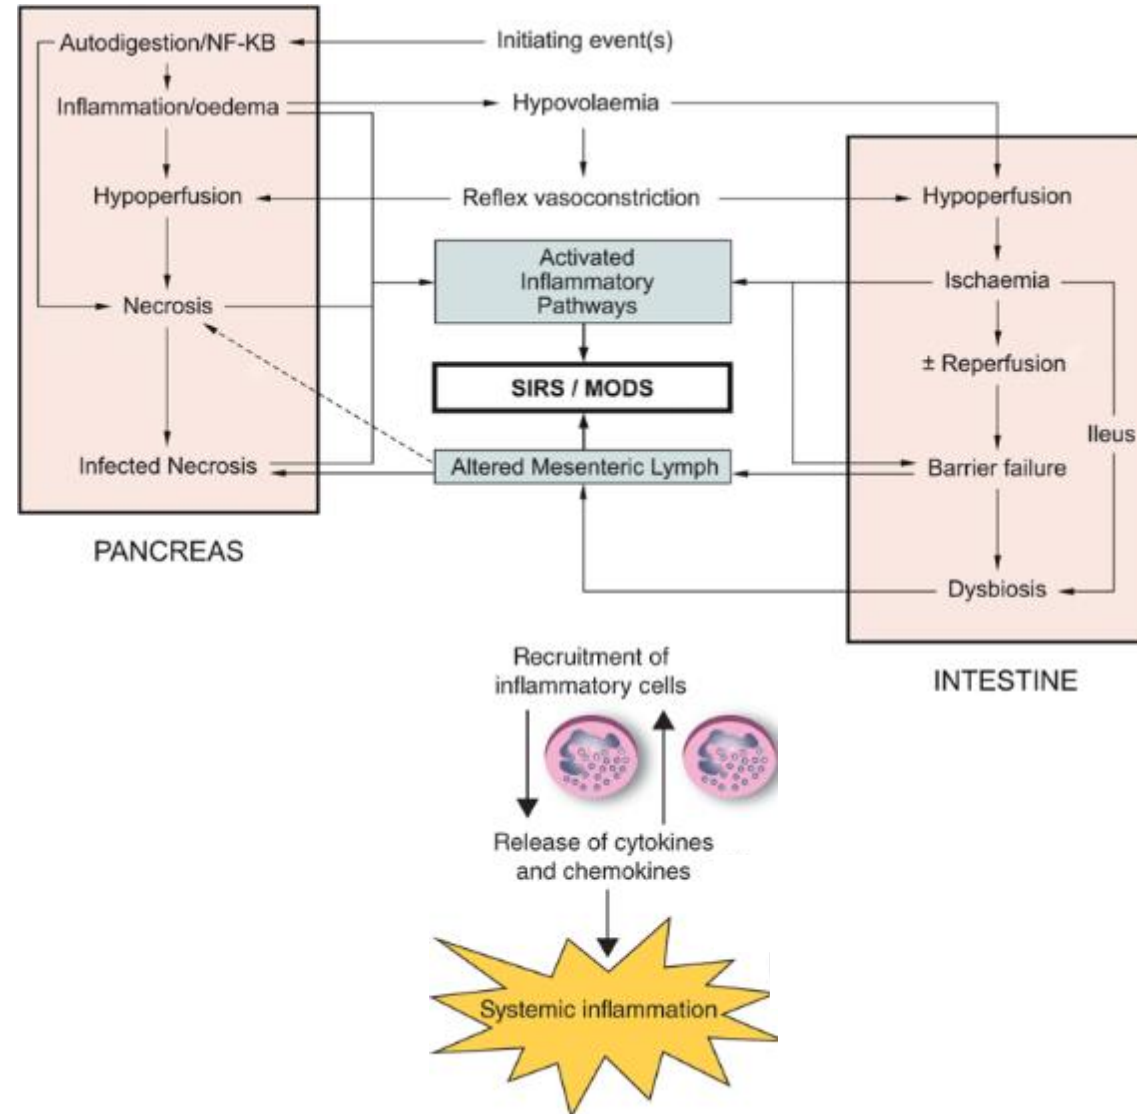 Autodigestion/NF-KB
Initiating event(s)
Inflammation/oedema
Hypovolaemia
Hypoperfusion
Reflex vasoconstriction
Hypoperfusion
Activated
Inflammatory
Pathways
Ischaemia
Necrosis
± Reperfusion
SIRS / MODS
Ileus
Infected Necrosis
Altered Mesenteric Lymph
Barrier failure
PANCREAS
Dysbiosis
INTESTINE
Recruitment of
inflammatory cells
Release of cytokines
and chemokines
Systemic inflammation